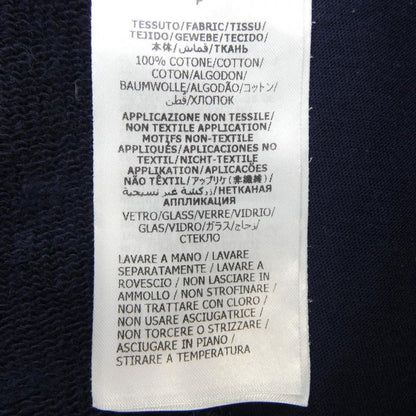 TESSUTO/FABRIC/TISSU/
TEJIDO/GEWEBE/TECIDO/
本体/قماش/ТКАНЬ
100% COTONE/COTTON/
COTON/ALGODON/
BAUMWOLLE/ALGODÃO/コットン/
قطن/ХЛОПОК
APPLICAZIONE NON TESSILE/
NON TEXTILE APPLICATION/
MOTIFS NON-TEXTILE
APPLIQUÉS/APLICACIONES NO
TEXTIL/NICHT-TEXTILE
APPLIKATION/APLICACÕES
NÃO TÊXTIL/アップリケ(非繊維)/
زركشة غير نسيجية/НЕТКАНАЯ
АППЛИКАЦИЯ
VETRO/GLASS/VERRE/VIDRIO/
GLAS/VIDRO/ガラス/زجاج/
СТЕКЛО
LAVARE A MANO / LAVARE
SEPARATAMENTE / LAVARE A
ROVESCIO / NON LASCIARE IN
AMMOLLO / NON STROFINARE /
NON TRATTARE CON CLORO /
NON USARE ASCIUGATRICE /
NON TORCERE O STRIZZARE /
ASCIUGARE IN PIANO /
STIRARE A TEMPERATURA